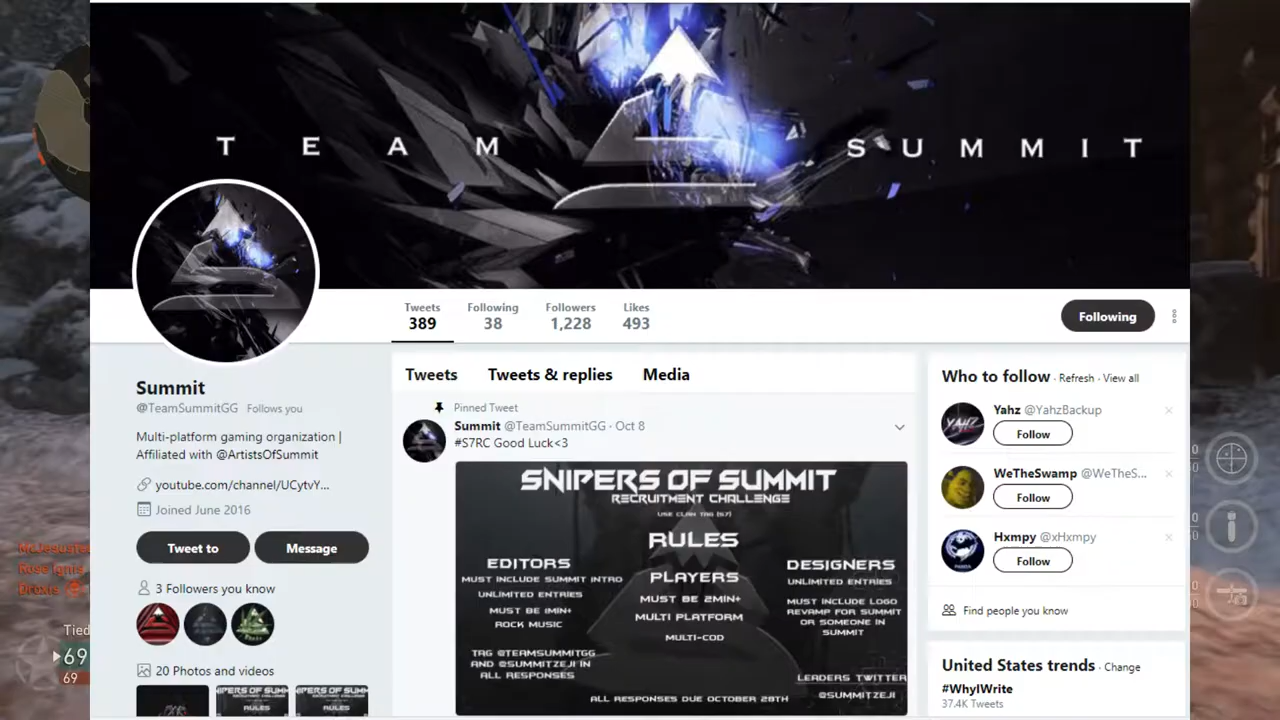 TEAM SUMMIT
Tweets
389
Following
38
Followers
1,228
Likes
493
Following
Summit
@TeamSummitGG Follows you
Multi-platform gaming organization |
Affiliated with @ArtistsOfSummit
youtube.com/channel/UCytvY...
Joined June 2016
Tweet to
Message
3 Followers you know
20 Photos and videos
Tweets
Tweets & replies
Media
Pinned Tweet
Summit @TeamSummitGG · Oct 8
#S7RC Good Luck<3
SNIPERS OF SUMMIT
RECRUITMENT CHALLENGE
USE CLAN TAG [S7]
RULES
EDITORS
MUST INCLUDE SUMMIT INTRO
UNLIMITED ENTRIES
MUST BE 1MIN+
ROCK MUSIC
TAG @TEAMSUMMITGG
AND @SUMMITZEJI IN
ALL RESPONSES
PLAYERS
MUST BE 2MIN+
MULTI PLATFORM
MULTI-COD
DESIGNERS
UNLIMITED ENTRIES
MUST INCLUDE LOGO
REVAMP FOR SUMMIT
OR SOMEONE IN
SUMMIT
LEADERS TWITTER
@SUMMITZEJI
ALL RESPONSES DUE OCTOBER 28TH
Who to follow · Refresh · View all
Yahz @YahzBackup
Follow
WeTheSwamp @WeTheS...
Follow
Hxmpy @xHxmpy
Follow
Find people you know
United States trends · Change
#WhyIWrite
37.4K Tweets
Tied
69
69